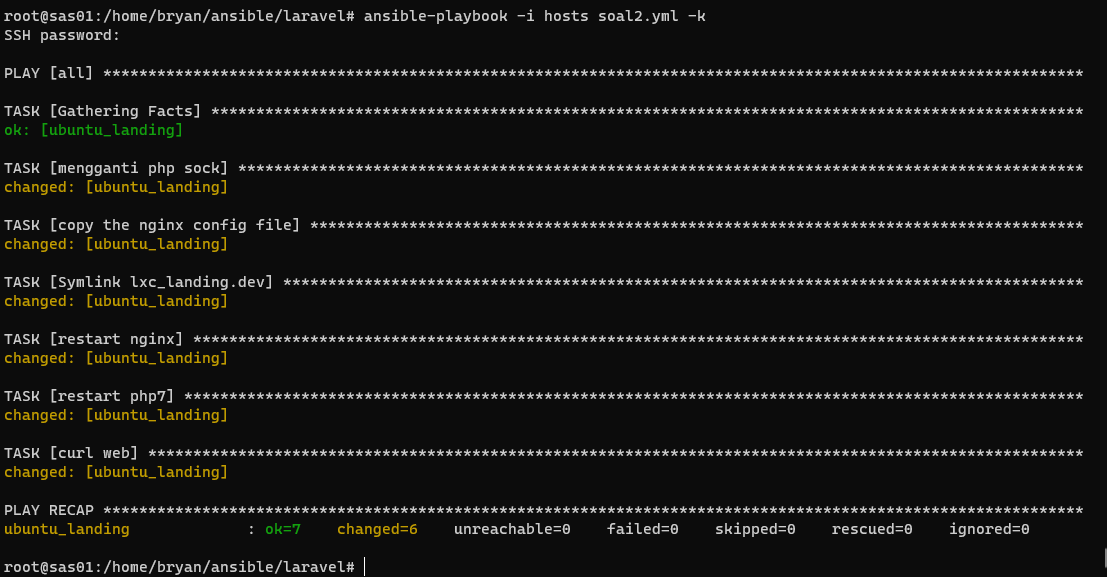 root@sas01:/home/bryan/ansible/laravel# ansible-playbook -i hosts soal2.yml -k
SSH password:
PLAY [all] *************************************************************************************************************
TASK [Gathering Facts] *************************************************************************************************
ok: [ubuntu_landing]
TASK [mengganti php sock] **********************************************************************************************
changed: [ubuntu_landing]
TASK [copy the nginx config file] **************************************************************************************
changed: [ubuntu_landing]
TASK [Symlink lxc_landing.dev] *****************************************************************************************
changed: [ubuntu_landing]
TASK [restart nginx] ***************************************************************************************************
changed: [ubuntu_landing]
TASK [restart php7] ****************************************************************************************************
changed: [ubuntu_landing]
TASK [curl web] ********************************************************************************************************
changed: [ubuntu_landing]
PLAY RECAP *************************************************************************************************************
ubuntu_landing             : ok=7    changed=6    unreachable=0    failed=0    skipped=0    rescued=0    ignored=0
root@sas01:/home/bryan/ansible/laravel#